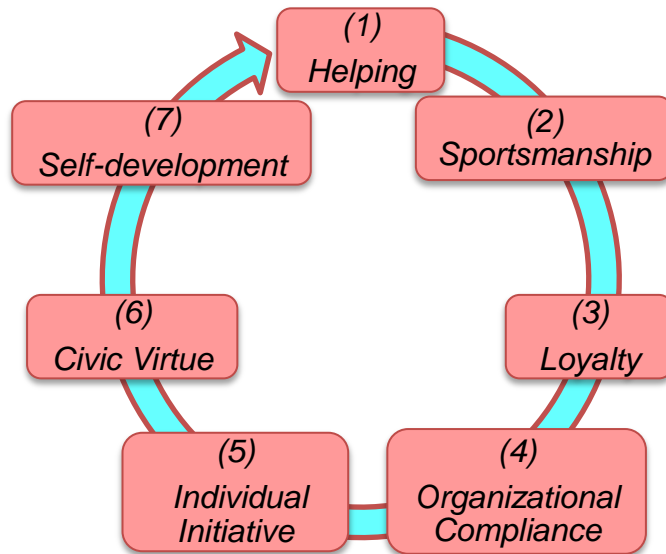 (1)
Helping
(2)
Sportsmanship
(3)
Loyalty
(4)
Organizational
Compliance
(5)
Individual
Initiative
(6)
Civic Virtue
(7)
Self-development